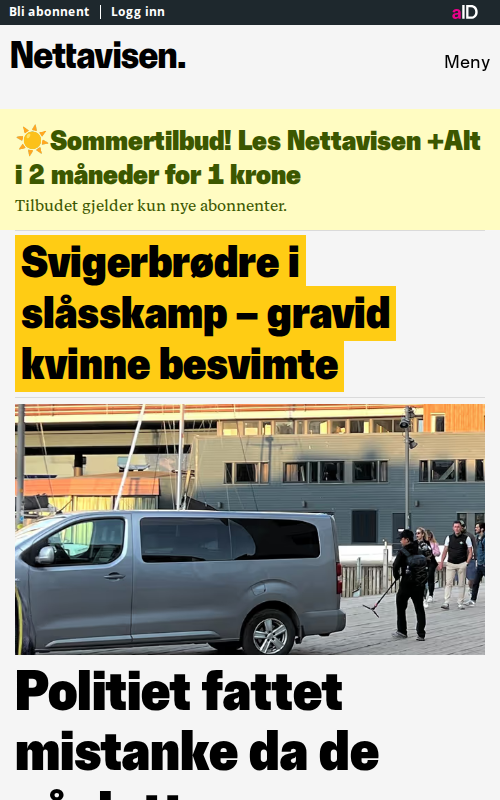 Bli abonnent | Logg inn
aID
Nettavisen.
Meny
☀️Sommertilbud! Les Nettavisen +Alt
i 2 måneder for 1 krone
Tilbudet gjelder kun nye abonnenter.
Svigerbrødre i
slåsskamp – gravid
kvinne besvimte
Politiet fattet
mistanke da de